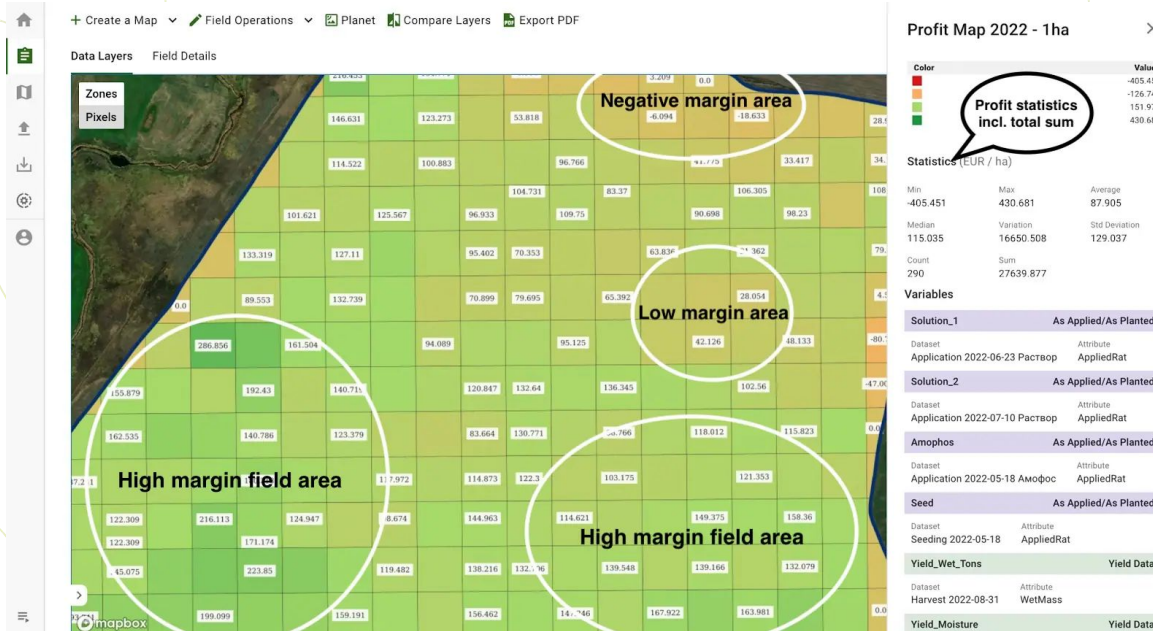 Create a Map
Field Operations
Planet
Compare Layers
Export PDF
Data Layers
Field Details
Zones
Pixels
3.209
0.0
Negative margin area
146.631
123.273
53.818
-6.094
-18.633
114.522
100.883
96.766
33.417
104.731
83.37
106.305
101.621
125.567
96.933
109.75
90.698
98.23
133.319
127.11
95.402
70.353
0.0
89.553
132.739
70.899
79.695
65.392
28.054
Low margin area
286.856
161.504
94.089
95.125
42.126
48.133
192.43
120.847
132.64
136.345
102.56
162.535
140.786
123.379
83.664
130.771
118.012
115.823
High margin field area
114.873
122.3
103.175
121.353
122.309
216.113
124.947
144.963
114.621
149.375
158.36
High margin field area
122.309
171.174
223.85
119.482
138.216
139.548
139.166
132.079
199.099
159.191
156.462
167.922
163.981
mapbox
Profit Map 2022 - 1ha
Color
-126.74
Profit statistics
incl. total sum
Statistics (EUR / ha)
Min
Max
Average
-405.451
430.681
87.905
Median
Variation
Std Deviation
115.035
16650.508
129.037
Count
Sum
290
27639.877
Variables
Solution_1
As Applied/As Planted
Dataset
Attribute
Application 2022-06-23 Раствор
AppliedRat
Solution_2
As Applied/As Planted
Dataset
Attribute
Application 2022-07-10 Раствор
AppliedRat
Amophos
As Applied/As Planted
Dataset
Attribute
Application 2022-05-18 Амофос
AppliedRat
Seed
As Applied/As Planted
Dataset
Attribute
Seeding 2022-05-18
AppliedRat
Yield_Wet_Tons
Yield Data
Dataset
Attribute
Harvest 2022-08-31
WetMass
Yield_Moisture
Yield Data